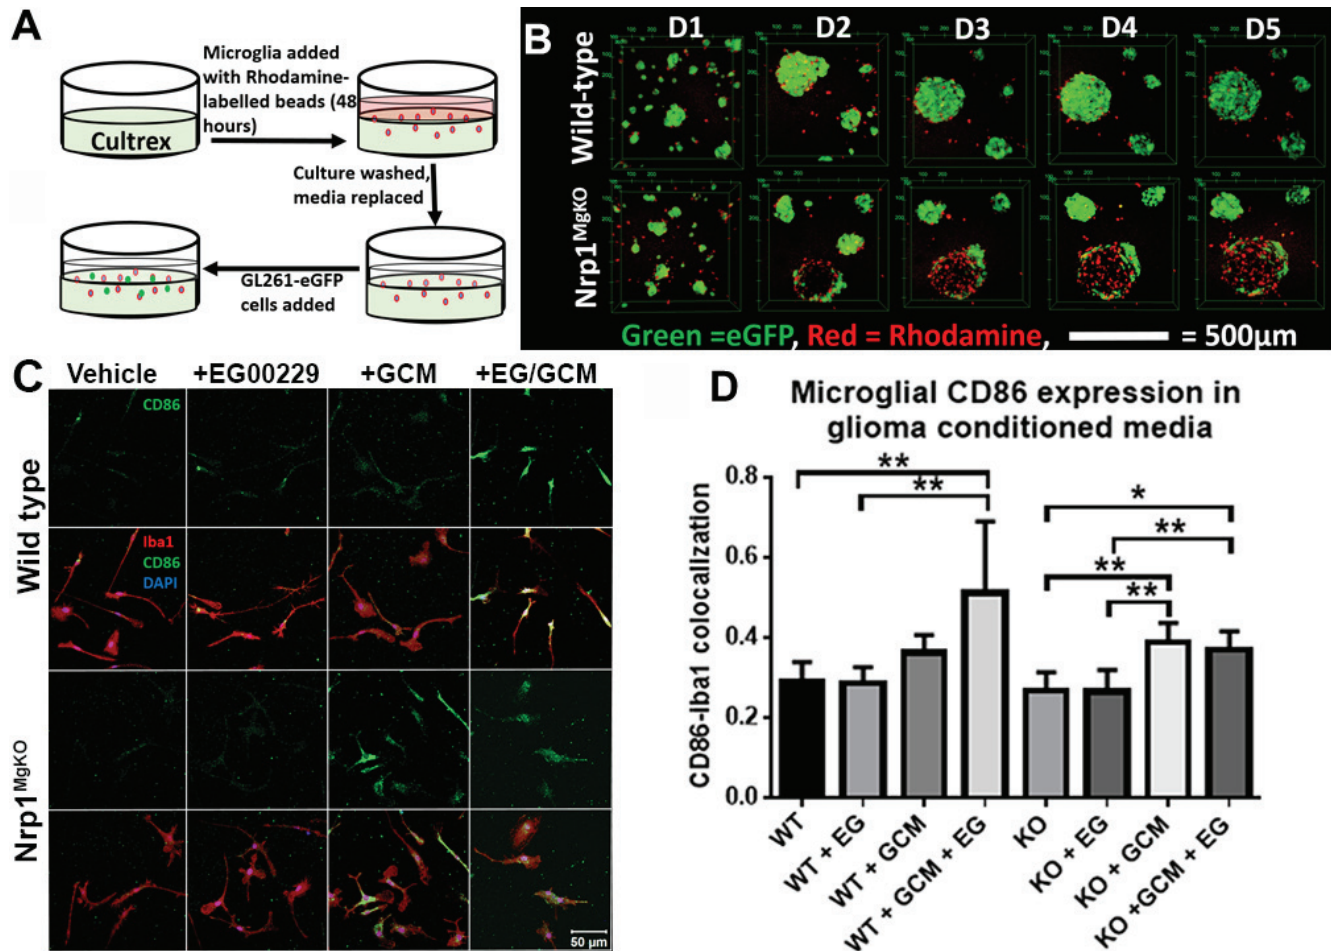 A
Microglia added
with Rhodamine-
labelled beads (48
hours)
Cultrex
Culture washed,
media replaced
GL261-eGFP
cells added
B
D1 D2 D3 D4 D5
Wild-type
Nrp1MgKO
Green =eGFP, Red = Rhodamine, = 500µm
C
Vehicle +EG00229 +GCM +EG/GCM
Wild type
CD86
Iba1
CD86
DAPI
Nrp1MgKO
50 µm
D
Microglial CD86 expression in
glioma conditioned media
CD86-Iba1 colocalization
0.8
0.6
0.4
0.2
0.0
**
**
*
**
**
**
WT
WT + EG
WT + GCM
WT + GCM + EG
KO
KO + EG
KO + GCM
KO +GCM + EG